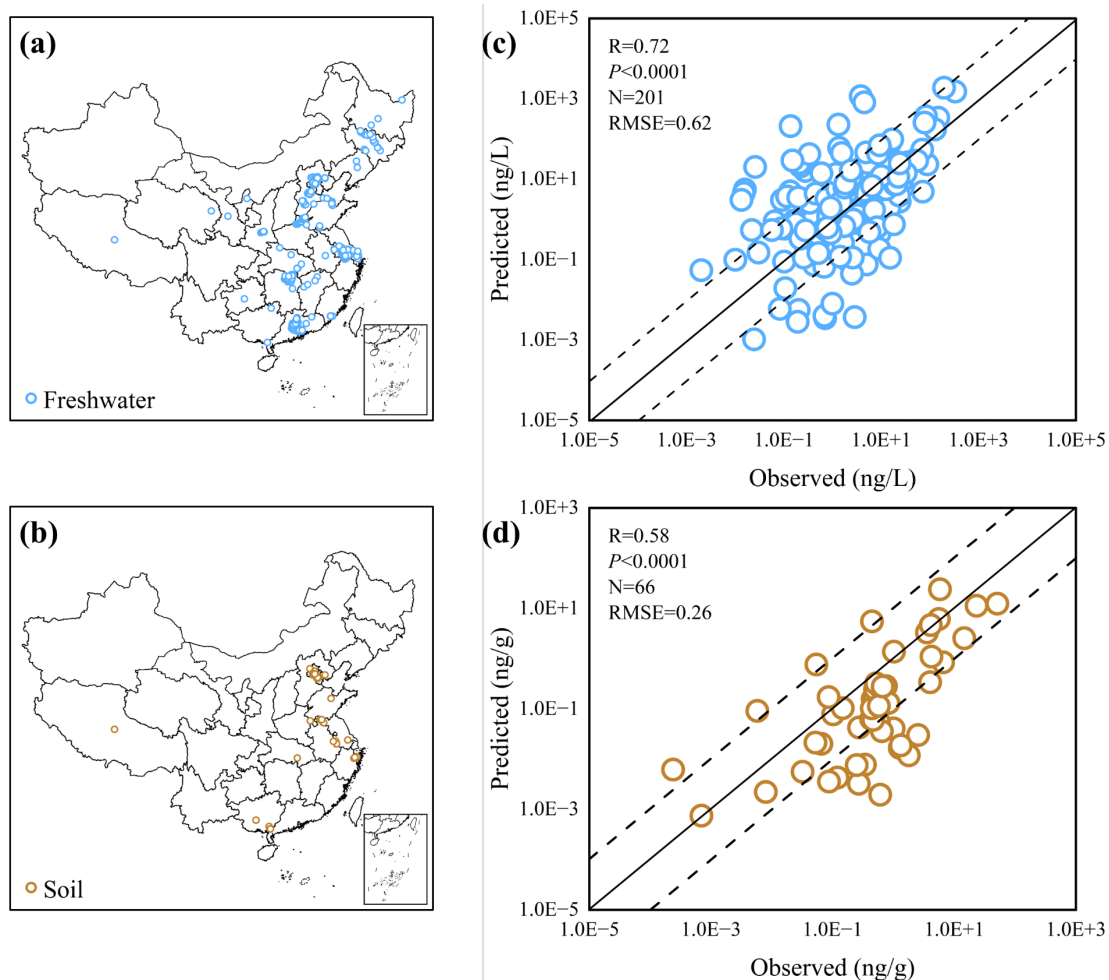 (a)
Freshwater
(c)
R=0.72
P<0.0001
N=201
RMSE=0.62
1.0E+5
1.0E+3
1.0E+1
1.0E−1
1.0E−3
1.0E−5
Predicted (ng/L)
1.0E−5 1.0E−3 1.0E−1 1.0E+1 1.0E+3 1.0E+5
Observed (ng/L)
(b)
Soil
(d)
R=0.58
P<0.0001
N=66
RMSE=0.26
1.0E+3
1.0E+1
1.0E−1
1.0E−3
1.0E−5
Predicted (ng/g)
1.0E−5 1.0E−3 1.0E−1 1.0E+1 1.0E+3
Observed (ng/g)